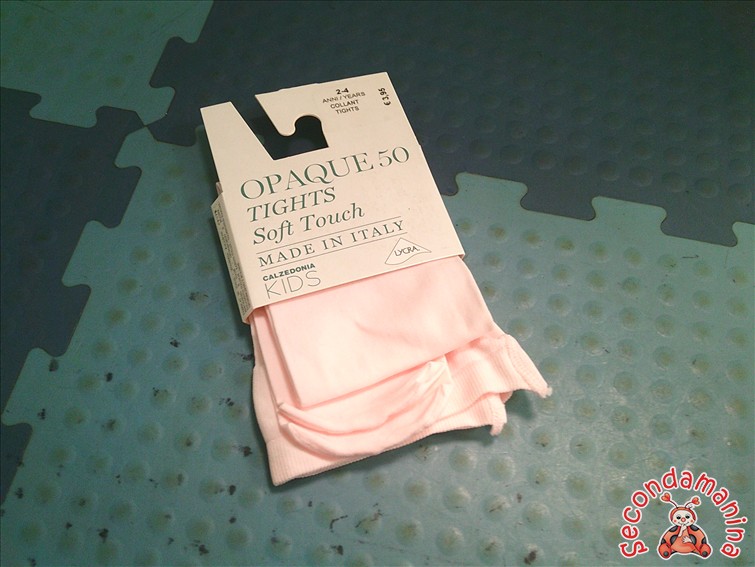 2-4
ANNI / YEARS
COLLANT
TIGHTS
€ 3,95
OPAQUE 50
TIGHTS
Soft Touch
MADE IN ITALY
CALZEDONIA
KIDS
LYCRA
secondamanina